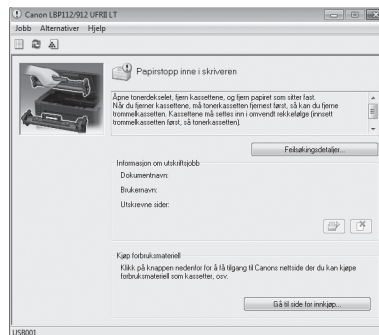 Canon LBP112/912 UFRII LT
Jobb Alternativer Hjelp
Papirstopp inne i skriveren
Åpne tonerdekselet, fjern kassettene, og fjern papiret som sitter fast.
Når du fjerner kassettene, må tonerkassetten fjernest først, så kan du fjerne
trommelkassetten. Kassettene må settes inn i omvendt rekkefølge (innsett
trommelkassetten først, så tonerkassetten).
Feilsøkingsdetaljer...
Informasjon om utskriftsjobb
Dokumentnavn:
Brukernavn:
Utskrevne sider:
Kjøp forbruksmateriell
Klikk på knappen nedenfor for å få tilgang til Canons nettside der du kan kjøpe
forbruksmateriell som kassetter, osv.
Gå til side for innkjøp...
USB001